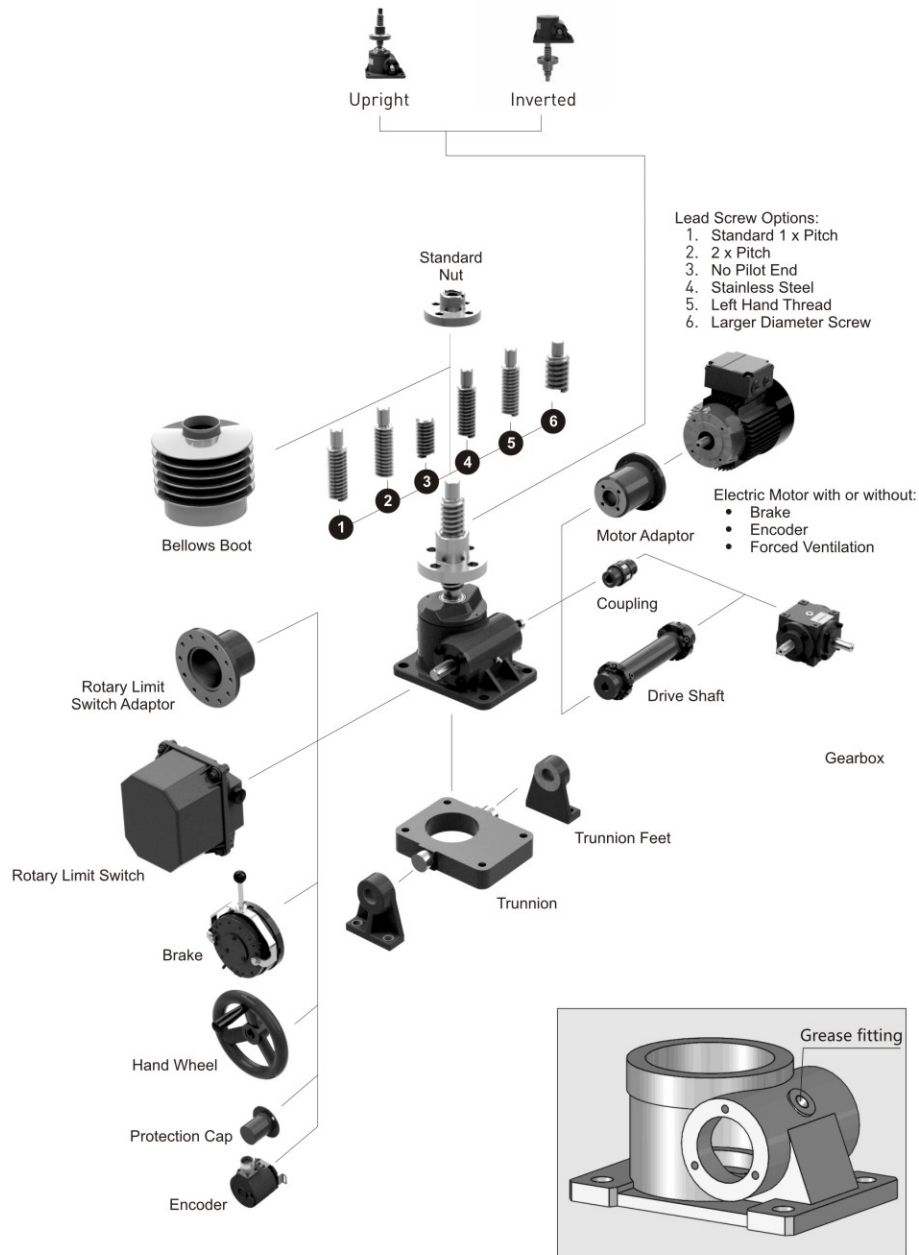 Upright
Inverted
Lead Screw Options:
1. Standard 1 x Pitch
2. 2 x Pitch
3. No Pilot End
4. Stainless Steel
5. Left Hand Thread
6. Larger Diameter Screw
Standard
Nut
1
2
3
4
5
6
Bellows Boot
Motor Adaptor
Electric Motor with or without:
• Brake
• Encoder
• Forced Ventilation
Coupling
Drive Shaft
Gearbox
Rotary Limit
Switch Adaptor
Rotary Limit Switch
Trunnion Feet
Trunnion
Brake
Hand Wheel
Protection Cap
Encoder
Grease fitting